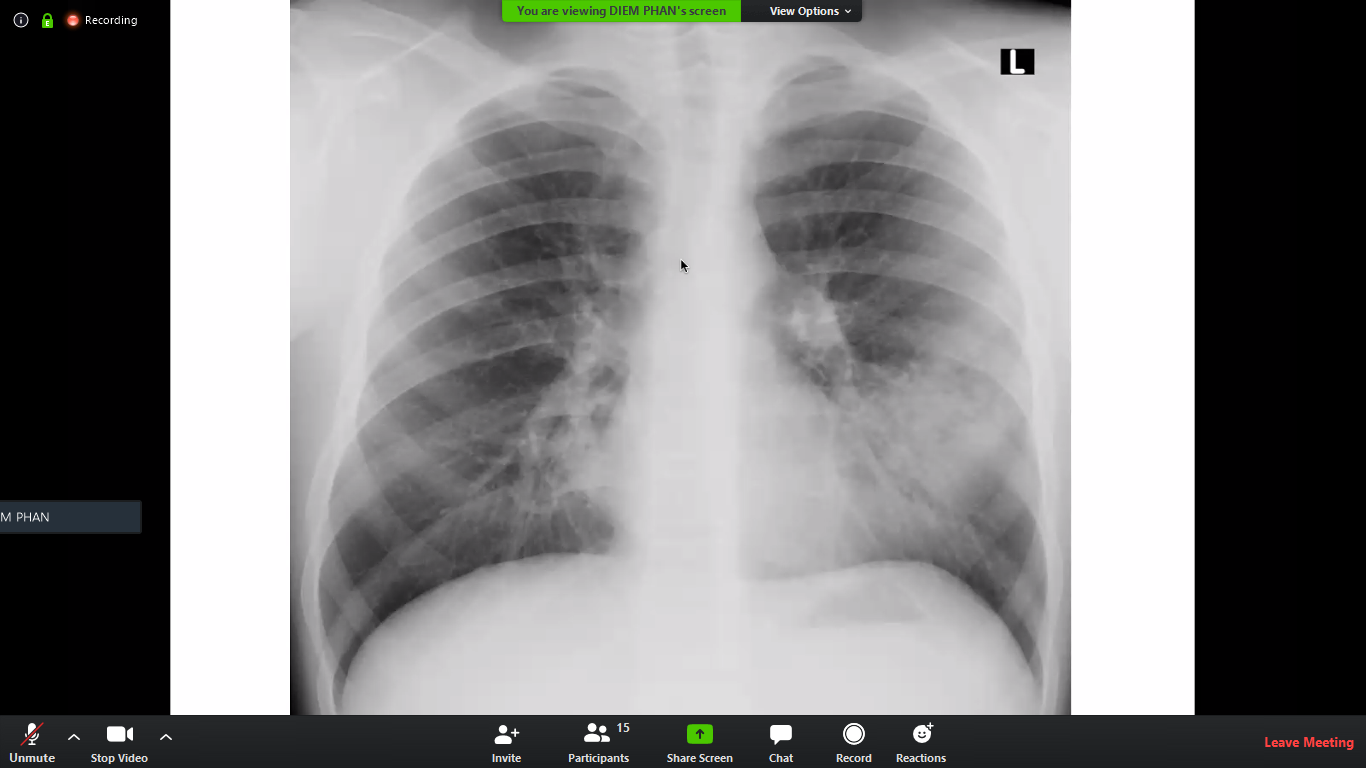 Recording
You are viewing DIEM PHAN's screen
View Options
L
M PHAN
Unmute
Stop Video
Invite
Participants
15
Share Screen
Chat
Record
Reactions
Leave Meeting